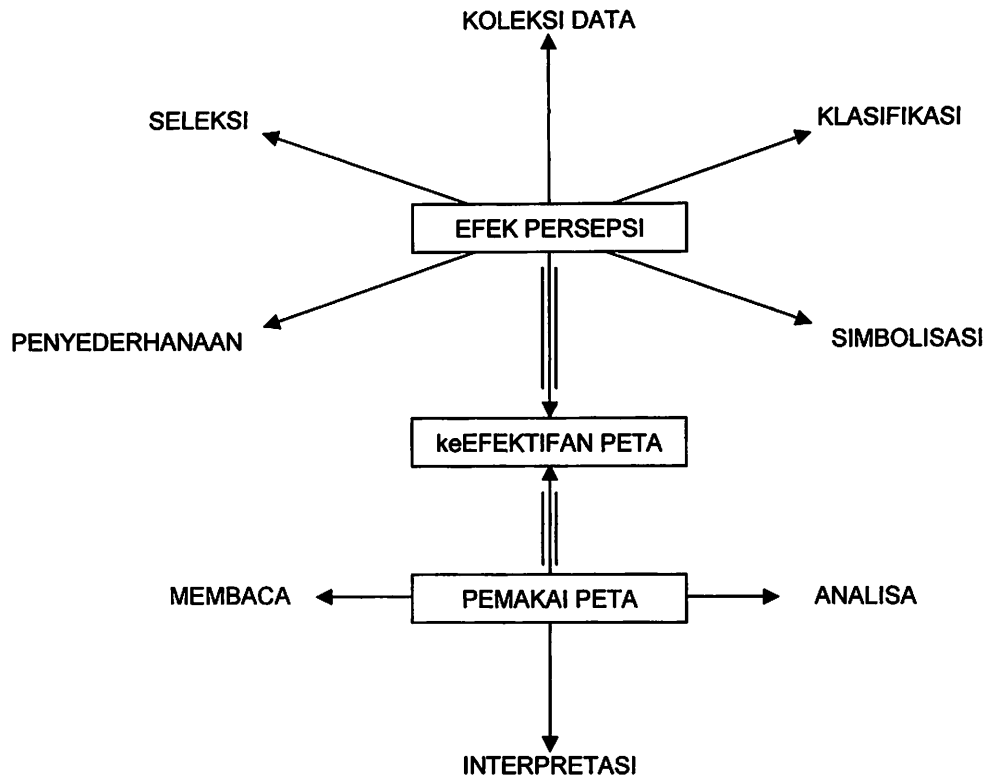 KOLEKSI DATA
SELEKSI
KLASIFIKASI
EFEK PERSEPSI
PENYEDERHANAAN
SIMBOLISASI
keEFEKTIFAN PETA
MEMBACA
PEMAKAI PETA
ANALISA
INTERPRETASI